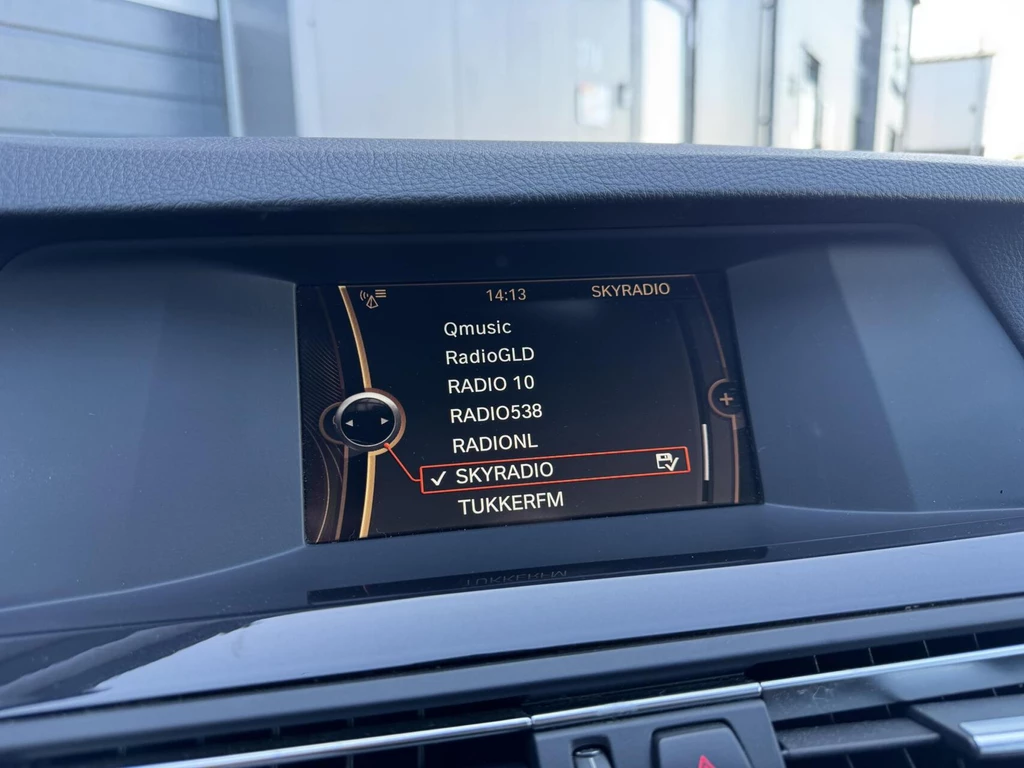 14:13 SKYRADIO
Qmusic
RadioGLD
RADIO 10
RADIO538
RADIONL
SKYRADIO
TUKKERFM